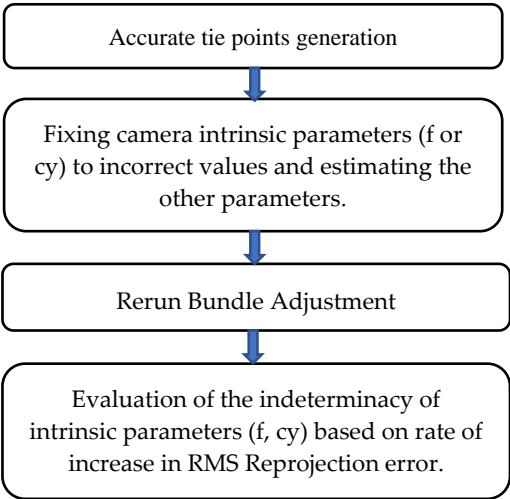 Accurate tie points generation
Fixing camera intrinsic parameters (f or
cy) to incorrect values and estimating the
other parameters.
Rerun Bundle Adjustment
Evaluation of the indeterminacy of
intrinsic parameters (f, cy) based on rate of
increase in RMS Reprojection error.